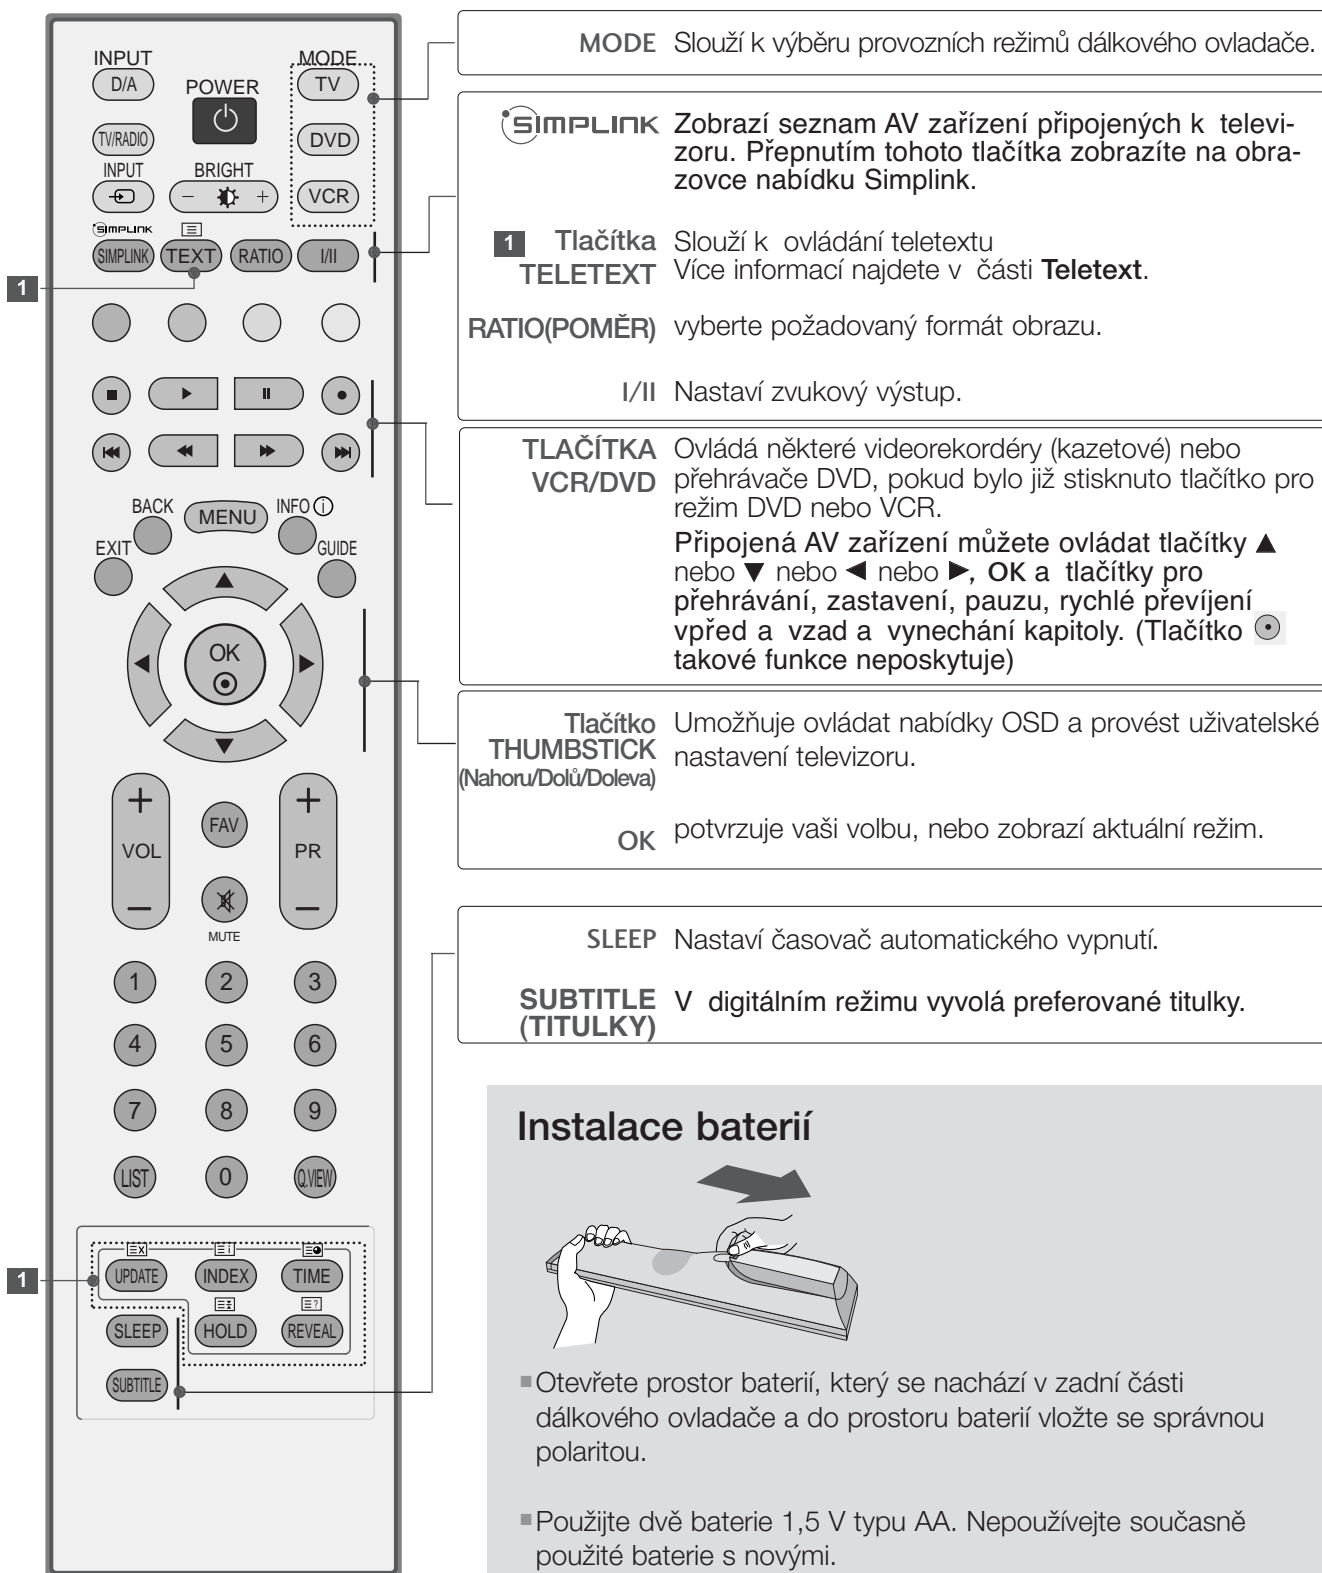 INPUT
MODE
D/A
POWER
TV
TV/RADIO
DVD
INPUT
BRIGHT
- +
VCR
SIMPLINK
SIMPLINK
TEXT
RATIO
I/II
1
BACK
MENU
INFO i
EXIT
GUIDE
OK
+
+
FAV
VOL
PR
-
-
MUTE
1
2
3
4
5
6
7
8
9
LIST
0
Q.VIEW
1
UPDATE
INDEX
TIME
SLEEP
HOLD
REVEAL
SUBTITLE
MODE Slouží k výběru provozních režimů dálkového ovladače.
SIMPLINK Zobrazí seznam AV zařízení připojených k televi-
zoru. Přepnutím tohoto tlačítka zobrazíte na obra-
zovce nabídku Simplink.
1 Tlačítka Slouží k ovládání teletextu
TELETEXT Více informací najdete v části Teletext.
RATIO(POMĚR) vyberte požadovaný formát obrazu.
I/II Nastaví zvukový výstup.
TLAČÍTKA Ovládá některé videorekordéry (kazetové) nebo
VCR/DVD přehrávače DVD, pokud bylo již stisknuto tlačítko pro
režim DVD nebo VCR.
Připojená AV zařízení můžete ovládat tlačítky ▲
nebo ▼ nebo ◀ nebo ▶, OK a tlačítky pro
přehrávání, zastavení, pauzu, rychlé převíjení
vpřed a vzad a vynechání kapitoly. (Tlačítko ⊙
takové funkce neposkytuje)
Tlačítko Umožňuje ovládat nabídky OSD a provést uživatelské
THUMBSTICK nastavení televizoru.
(Nahoru/Dolů/Doleva)
OK potvrzuje vaši volbu, nebo zobrazí aktuální režim.
SLEEP Nastaví časovač automatického vypnutí.
SUBTITLE V digitálním režimu vyvolá preferované titulky.
(TITULKY)
Instalace baterií
■ Otevřete prostor baterií, který se nachází v zadní části
dálkového ovladače a do prostoru baterií vložte se správnou
polaritou.
■ Použijte dvě baterie 1,5 V typu AA. Nepoužívejte současně
použité baterie s novými.